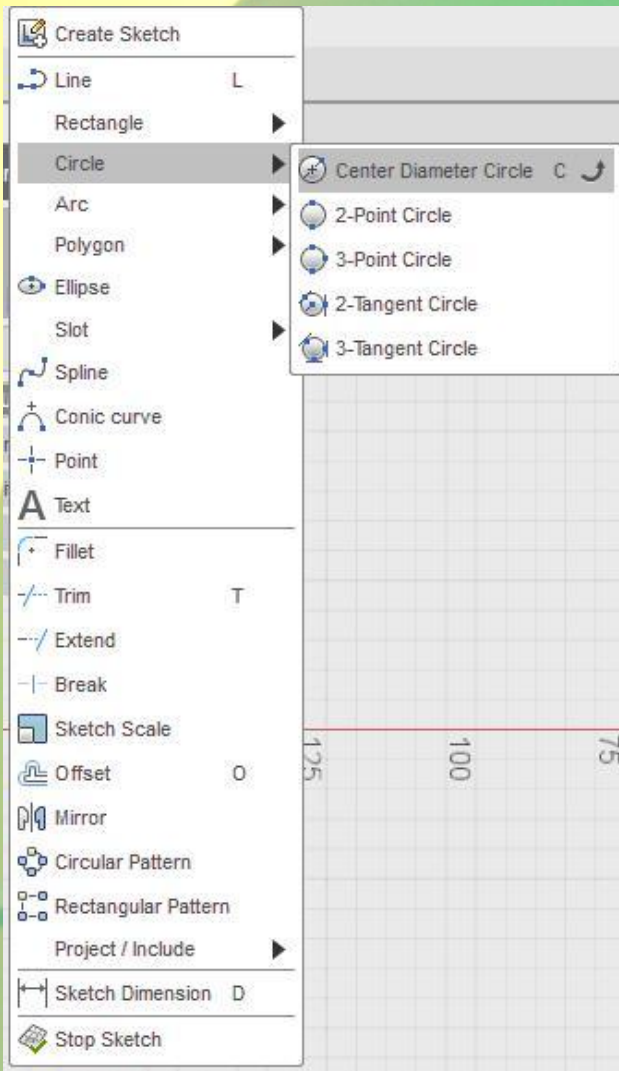 Create Sketch
Line L
Rectangle
Circle
Center Diameter Circle C
2-Point Circle
3-Point Circle
2-Tangent Circle
3-Tangent Circle
Arc
Polygon
Ellipse
Slot
Spline
Conic curve
Point
A Text
Fillet
Trim T
Extend
Break
Sketch Scale
Offset O
Mirror
Circular Pattern
Rectangular Pattern
Project / Include
Sketch Dimension D
Stop Sketch
125
100
75